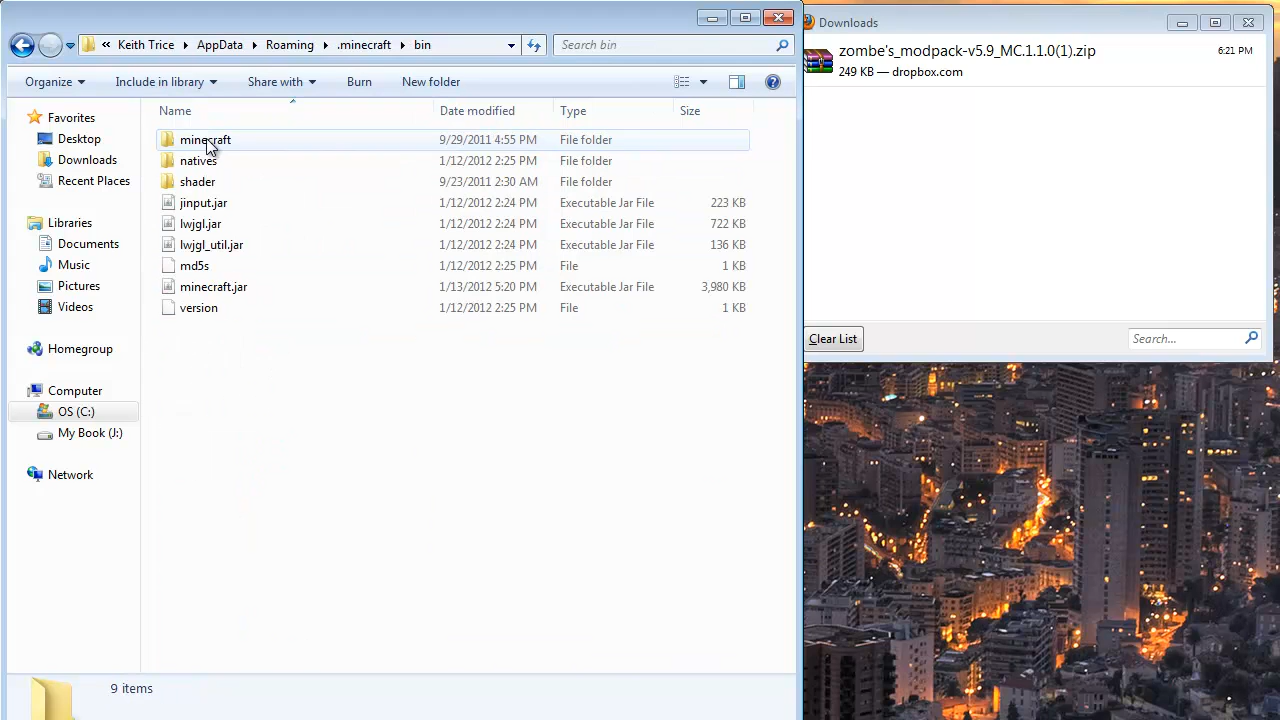 « Keith Trice AppData Roaming .minecraft bin
Search bin
Organize Include in library Share with Burn New folder
Name Date modified Type Size
minecraft 9/29/2011 4:55 PM File folder
natives 1/12/2012 2:25 PM File folder
shader 9/23/2011 2:30 AM File folder
jinput.jar 1/12/2012 2:24 PM Executable Jar File 223 KB
lwjgl.jar 1/12/2012 2:24 PM Executable Jar File 722 KB
lwjgl_util.jar 1/12/2012 2:24 PM Executable Jar File 136 KB
md5s 1/12/2012 2:25 PM File 1 KB
minecraft.jar 1/13/2012 5:20 PM Executable Jar File 3,980 KB
version 1/12/2012 2:25 PM File 1 KB
Favorites
Desktop
Downloads
Recent Places
Libraries
Documents
Music
Pictures
Videos
Homegroup
Computer
OS (C:)
My Book (J:)
Network
9 items
Downloads
zombe's_modpack-v5.9_MC.1.1.0(1).zip 6:21 PM
249 KB — dropbox.com
Clear List
Search...